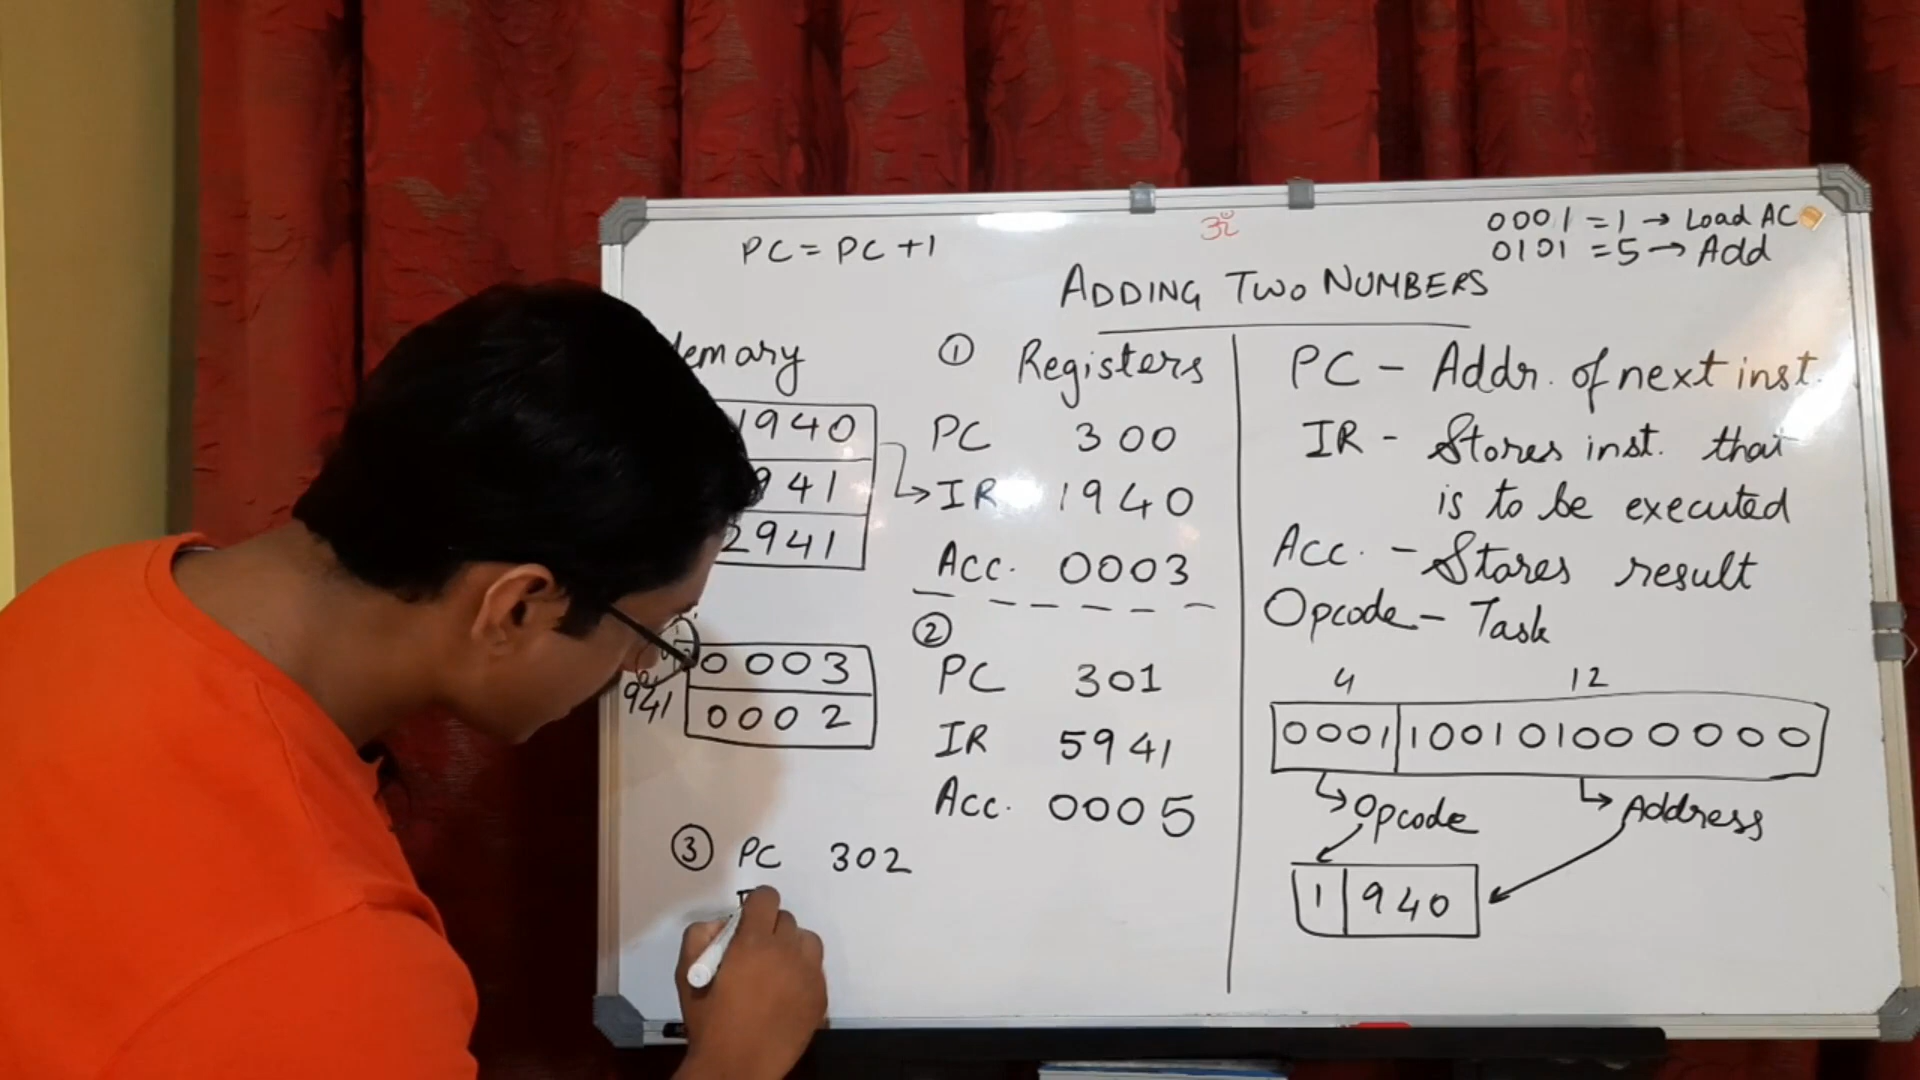 ॐ
PC = PC + 1
0001 = 1 → Load AC
0101 = 5 → Add
ADDING TWO NUMBERS
1940
941
2941
0003
941 0002
① Registers
PC 300
IR 1940
Acc. 0003
②
PC 301
IR 5941
Acc. 0005
③ PC 302
PC - Addr. of next inst.
IR - Stores inst. that
is to be executed
Acc. - Stores result
Opcode - Task
4 12
0001 100101000000
Opcode Address
1 940